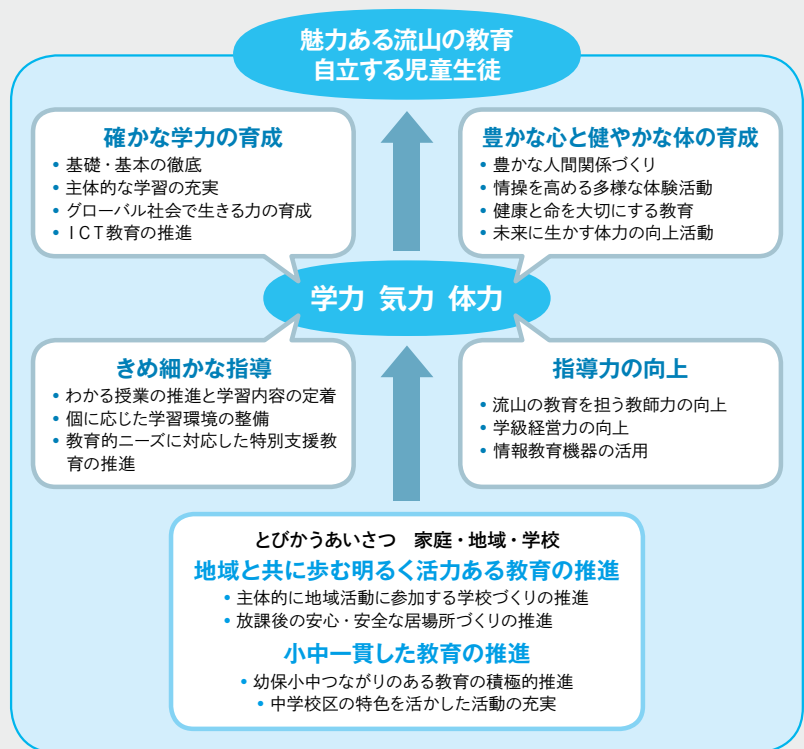 魅力ある流山の教育
自立する児童生徒
確かな学力の育成
• 基礎・基本の徹底
• 主体的な学習の充実
• グローバル社会で生きる力の育成
• ICT教育の推進
豊かな心と健やかな体の育成
• 豊かな人間関係づくり
• 情操を高める多様な体験活動
• 健康と命を大切にする教育
• 未来に生かす体力の向上活動
学力 気力 体力
きめ細かな指導
• わかる授業の推進と学習内容の定着
• 個に応じた学習環境の整備
• 教育的ニーズに対応した特別支援教
育の推進
指導力の向上
• 流山の教育を担う教師力の向上
• 学級経営力の向上
• 情報教育機器の活用
とびかうあいさつ 家庭・地域・学校
地域と共に歩む明るく活力ある教育の推進
• 主体的に地域活動に参加する学校づくりの推進
• 放課後の安心・安全な居場所づくりの推進
小中一貫した教育の推進
• 幼保小中つながりのある教育の積極的推進
• 中学校区の特色を活かした活動の充実